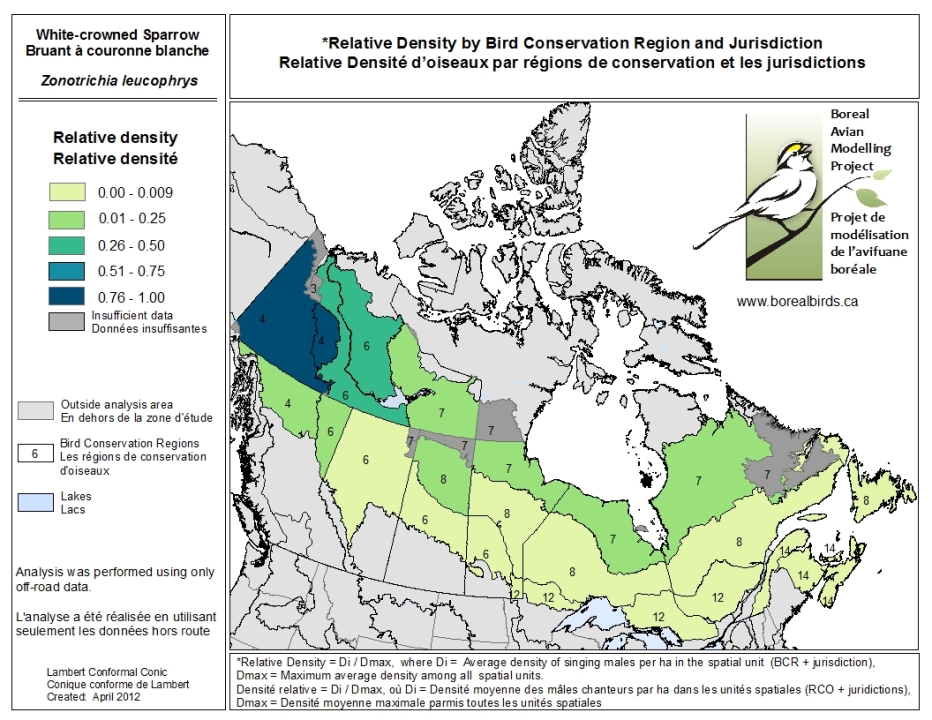 White-crowned Sparrow
Bruant à couronne blanche
Zonotrichia leucophrys
*Relative Density by Bird Conservation Region and Jurisdiction
Relative Densité d'oiseaux par régions de conservation et les jurisdictions
Relative density
Relative densité
0.00 - 0.009
0.01 - 0.25
0.26 - 0.50
0.51 - 0.75
0.76 - 1.00
Insufficient data
Données insuffisantes
Outside analysis area
En dehors de la zone d'étude
6
Bird Conservation Regions
Les régions de conservation
d'oiseaux
Lakes
Lacs
Analysis was performed using only
off-road data.
L'analyse a été réalisée en utilisant
seulement les données hors route
Lambert Conformal Conic
Conique conforme de Lambert
Created: April 2012
Boreal
Avian
Modelling
Project
Projet de
modélisation
de l'avifuane
boréale
www.borealbirds.ca
3
4
4
6
6
4
7
7
6
7
7
6
7
8
7
7
8
6
8
7
8
6
8
14
14
12
12
12
12
14
*Relative Density = Di / Dmax, where Di = Average density of singing males per ha in the spatial unit (BCR + jurisdiction),
Dmax = Maximum average density among all spatial units.
Densité relative = Di / Dmax, où Di = Densité moyenne des mâles chanteurs par ha dans les unités spatiales (RCO + juridictions),
Dmax = Densité moyenne maximale parmis toutes les unités spatiales